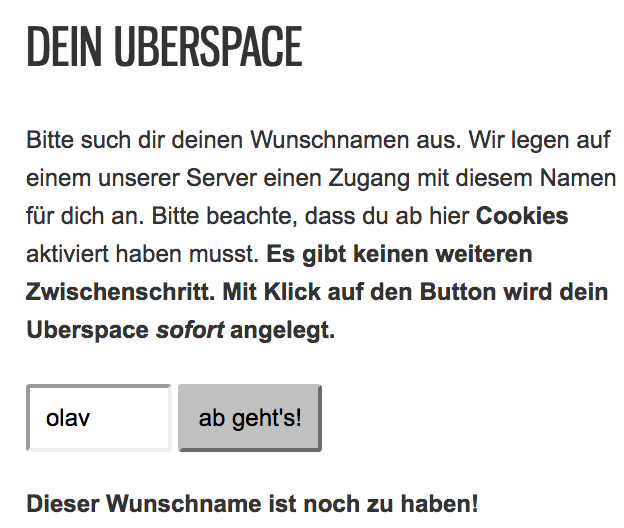 DEIN UBERSPACE
Bitte such dir deinen Wunschnamen aus. Wir legen auf
einem unserer Server einen Zugang mit diesem Namen
für dich an. Bitte beachte, dass du ab hier Cookies
aktiviert haben musst. Es gibt keinen weiteren
Zwischenschritt. Mit Klick auf den Button wird dein
Uberspace sofort angelegt.
olav ab geht's!
Dieser Wunschname ist noch zu haben!